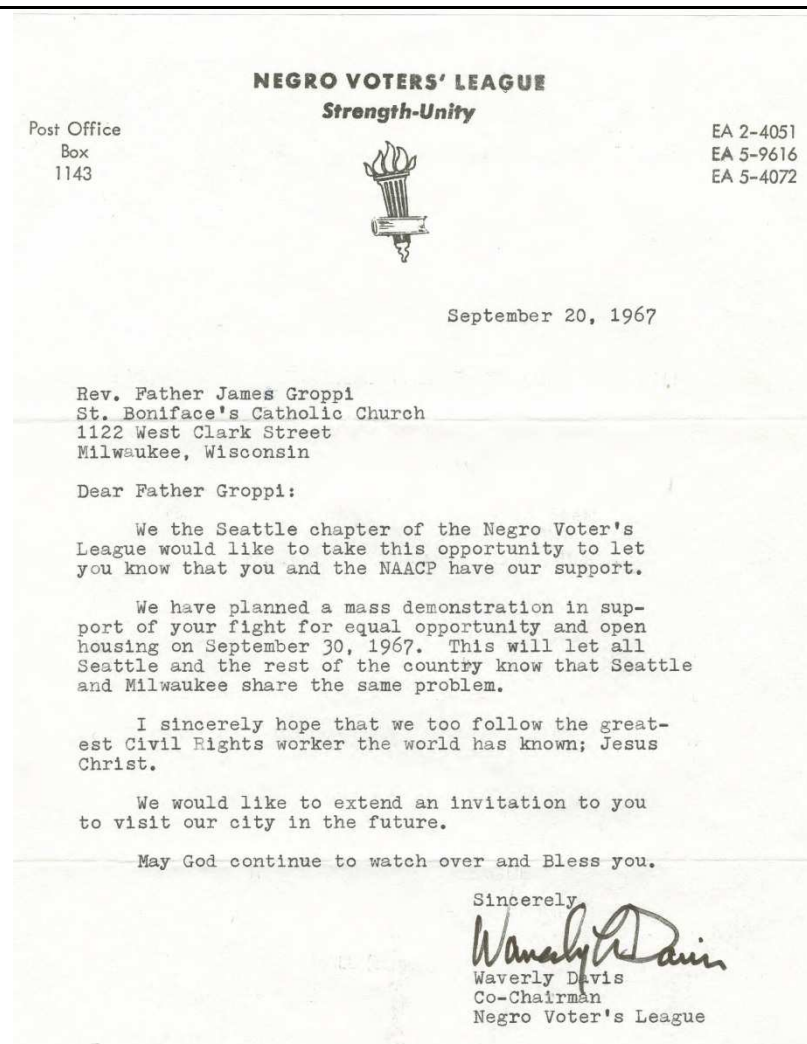 NEGRO VOTERS' LEAGUE
Strength-Unity
Post Office
Box
1143
EA 2-4051
EA 5-9616
EA 5-4072
September 20, 1967
Rev. Father James Groppi
St. Boniface's Catholic Church
1122 West Clark Street
Milwaukee, Wisconsin
Dear Father Groppi:
We the Seattle chapter of the Negro Voter's
League would like to take this opportunity to let
you know that you and the NAACP have our support.
We have planned a mass demonstration in sup-
port of your fight for equal opportunity and open
housing on September 30, 1967. This will let all
Seattle and the rest of the country know that Seattle
and Milwaukee share the same problem.
I sincerely hope that we too follow the great-
est Civil Rights worker the world has known; Jesus
Christ.
We would like to extend an invitation to you
to visit our city in the future.
May God continue to watch over and Bless you.
Sincerely,
Waverly L Davis
Waverly Davis
Co-Chairman
Negro Voter's League